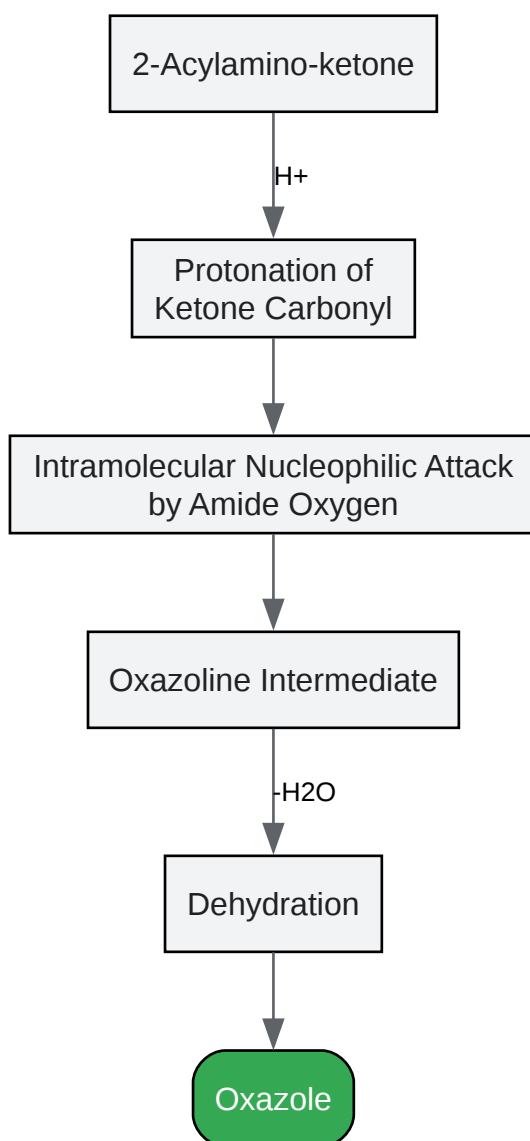 2-Acylamino-ketone
H+
Protonation of
Ketone Carbonyl
Intramolecular Nucleophilic Attack
by Amide Oxygen
Oxazoline Intermediate
-H2O
Dehydration
Oxazole